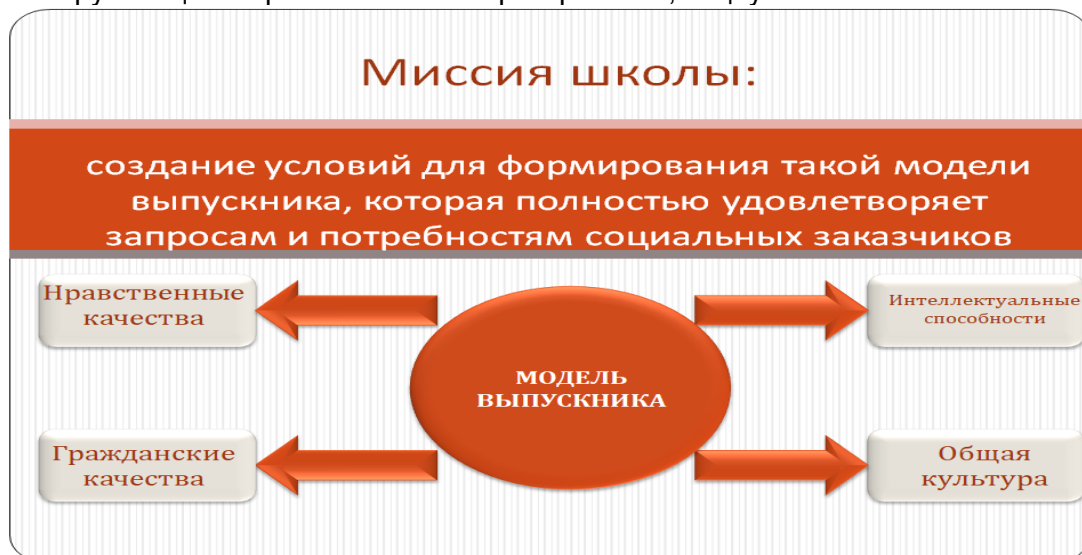 Миссия школы:
создание условий для формирования такой модели
выпускника, которая полностью удовлетворяет
запросам и потребностям социальных заказчиков
Нравственные
качества
Интеллектуальные
способности
МОДЕЛЬ
ВЫПУСКНИКА
Гражданские
качества
Общая
культура